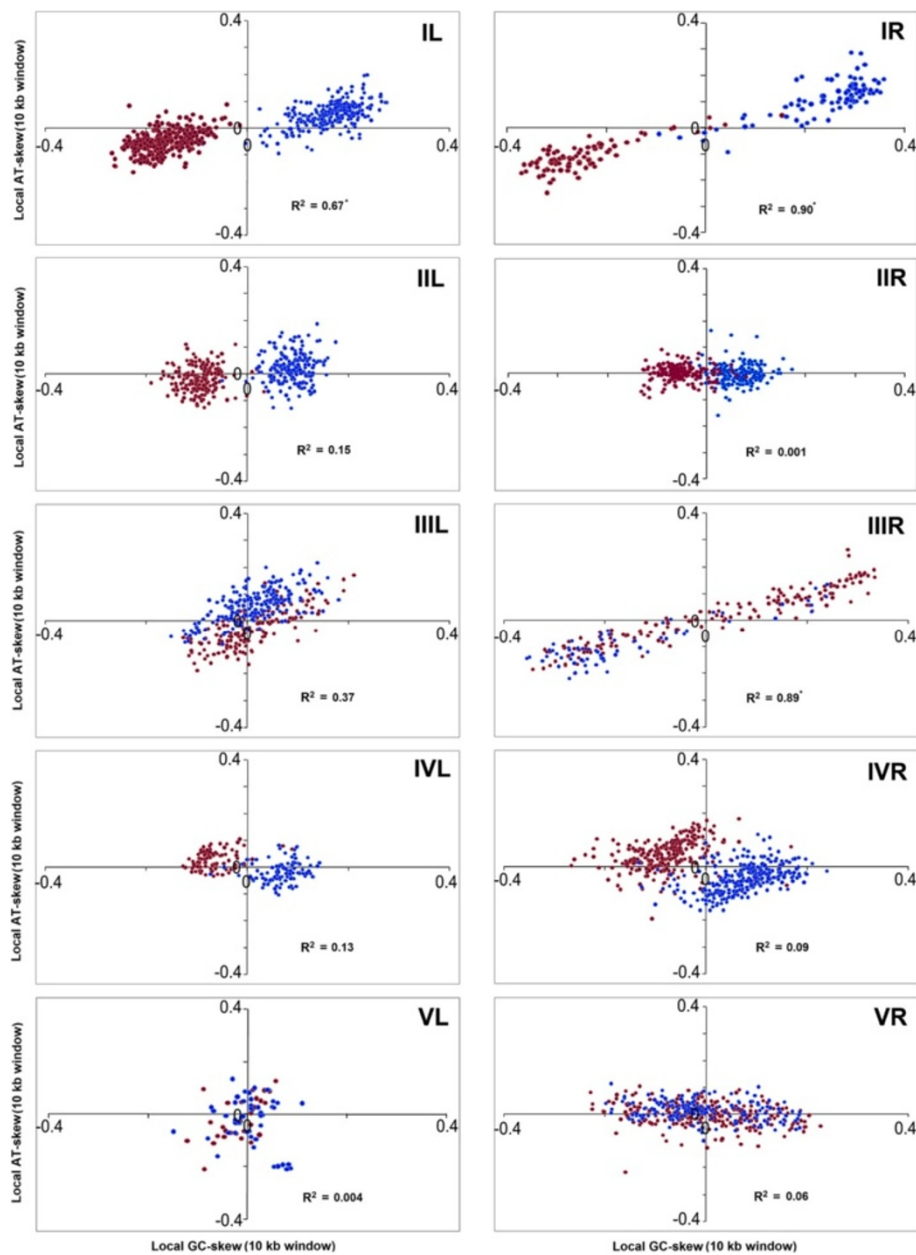 IL
Local AT-skew(10 kb window)
0.4
-0.4
0
0.4
R² = 0.67*
-0.4
IR
0.4
-0.4
0
0.4
R² = 0.90*
-0.4
IIL
Local AT-skew(10 kb window)
0.4
-0.4
0
0.4
R² = 0.15
-0.4
IIR
0.4
-0.4
0
0.4
R² = 0.001
-0.4
IIIL
Local AT-skew(10 kb window)
0.4
-0.4
0
0.4
R² = 0.37
-0.4
IIIR
0.4
-0.4
0
0.4
R² = 0.89*
-0.4
IVL
Local AT-skew(10 kb window)
0.4
-0.4
0
0.4
R² = 0.13
-0.4
IVR
0.4
-0.4
0
0.4
R² = 0.09
-0.4
VL
Local AT-skew(10 kb window)
0.4
-0.4
0
0.4
R² = 0.004
-0.4
VR
0.4
-0.4
0
0.4
R² = 0.06
-0.4
Local GC-skew (10 kb window)
Local GC-skew (10 kb window)